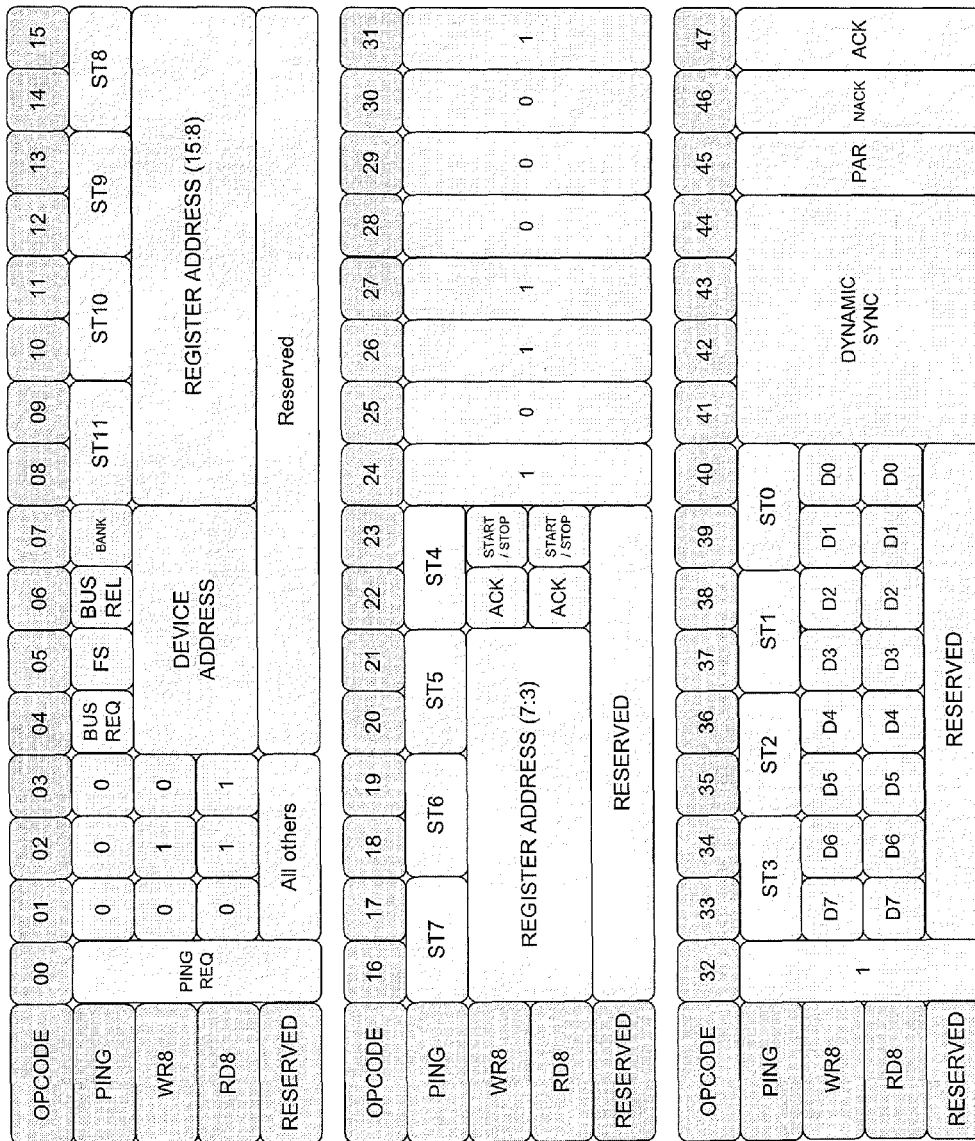 OPCODE 00 01 02 03 04 05 06 07 08 09 10 11 12 13 14 15
PING PING REQ 0 0 0 BUS REQ FS BUS REL BANK ST11 ST10 ST9 ST8
WR8 0 1 0 DEVICE ADDRESS REGISTER ADDRESS (15:8)
RD8 0 1 1
RESERVED All others Reserved
OPCODE 16 17 18 19 20 21 22 23 24 25 26 27 28 29 30 31
PING ST7 ST6 ST5 ST4 1 0 1 1 0 0 0 1
WR8 REGISTER ADDRESS (7:3) ACK START / STOP
RD8 ACK START / STOP
RESERVED RESERVED
OPCODE 32 33 34 35 36 37 38 39 40 41 42 43 44 45 46 47
PING 1 ST3 ST2 ST1 ST0 DYNAMIC SYNC PAR NACK ACK
WR8 D7 D6 D5 D4 D3 D2 D1 D0
RD8 D7 D6 D5 D4 D3 D2 D1 D0
RESERVED RESERVED